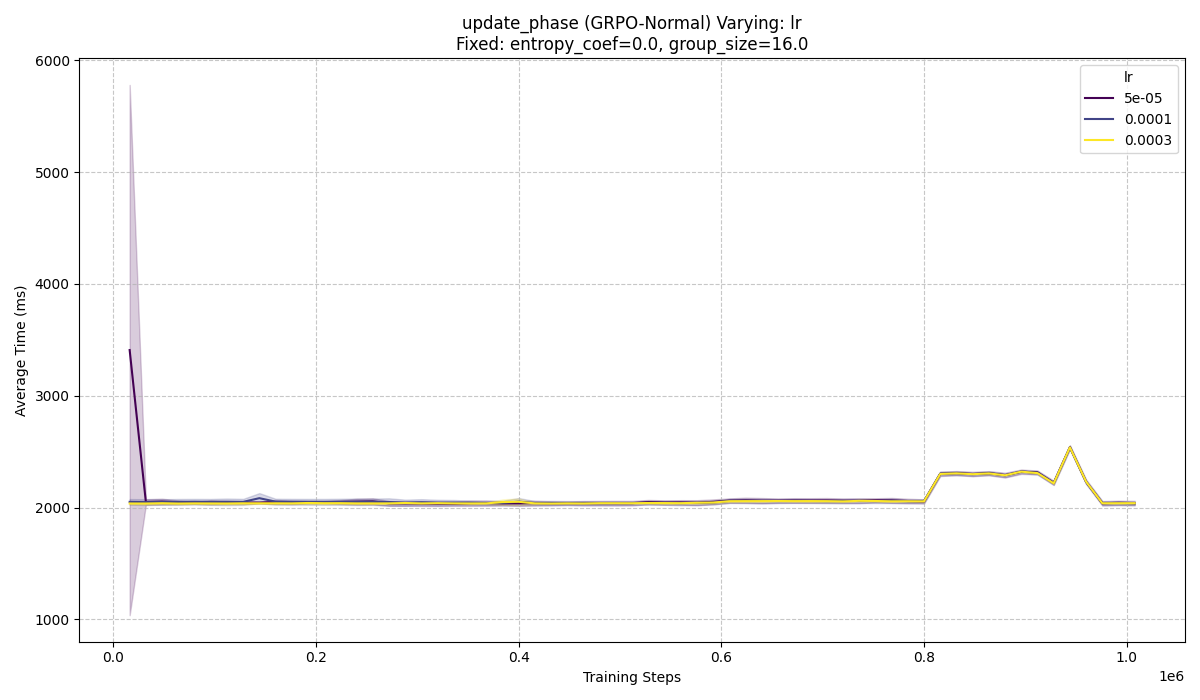 update_phase (GRPO-Normal) Varying: lr
Fixed: entropy_coef=0.0, group_size=16.0
6000
5000
4000
3000
2000
1000
Average Time (ms)
lr
5e-05
0.0001
0.0003
0.0 0.2 0.4 0.6 0.8 1.0
1e6
Training Steps